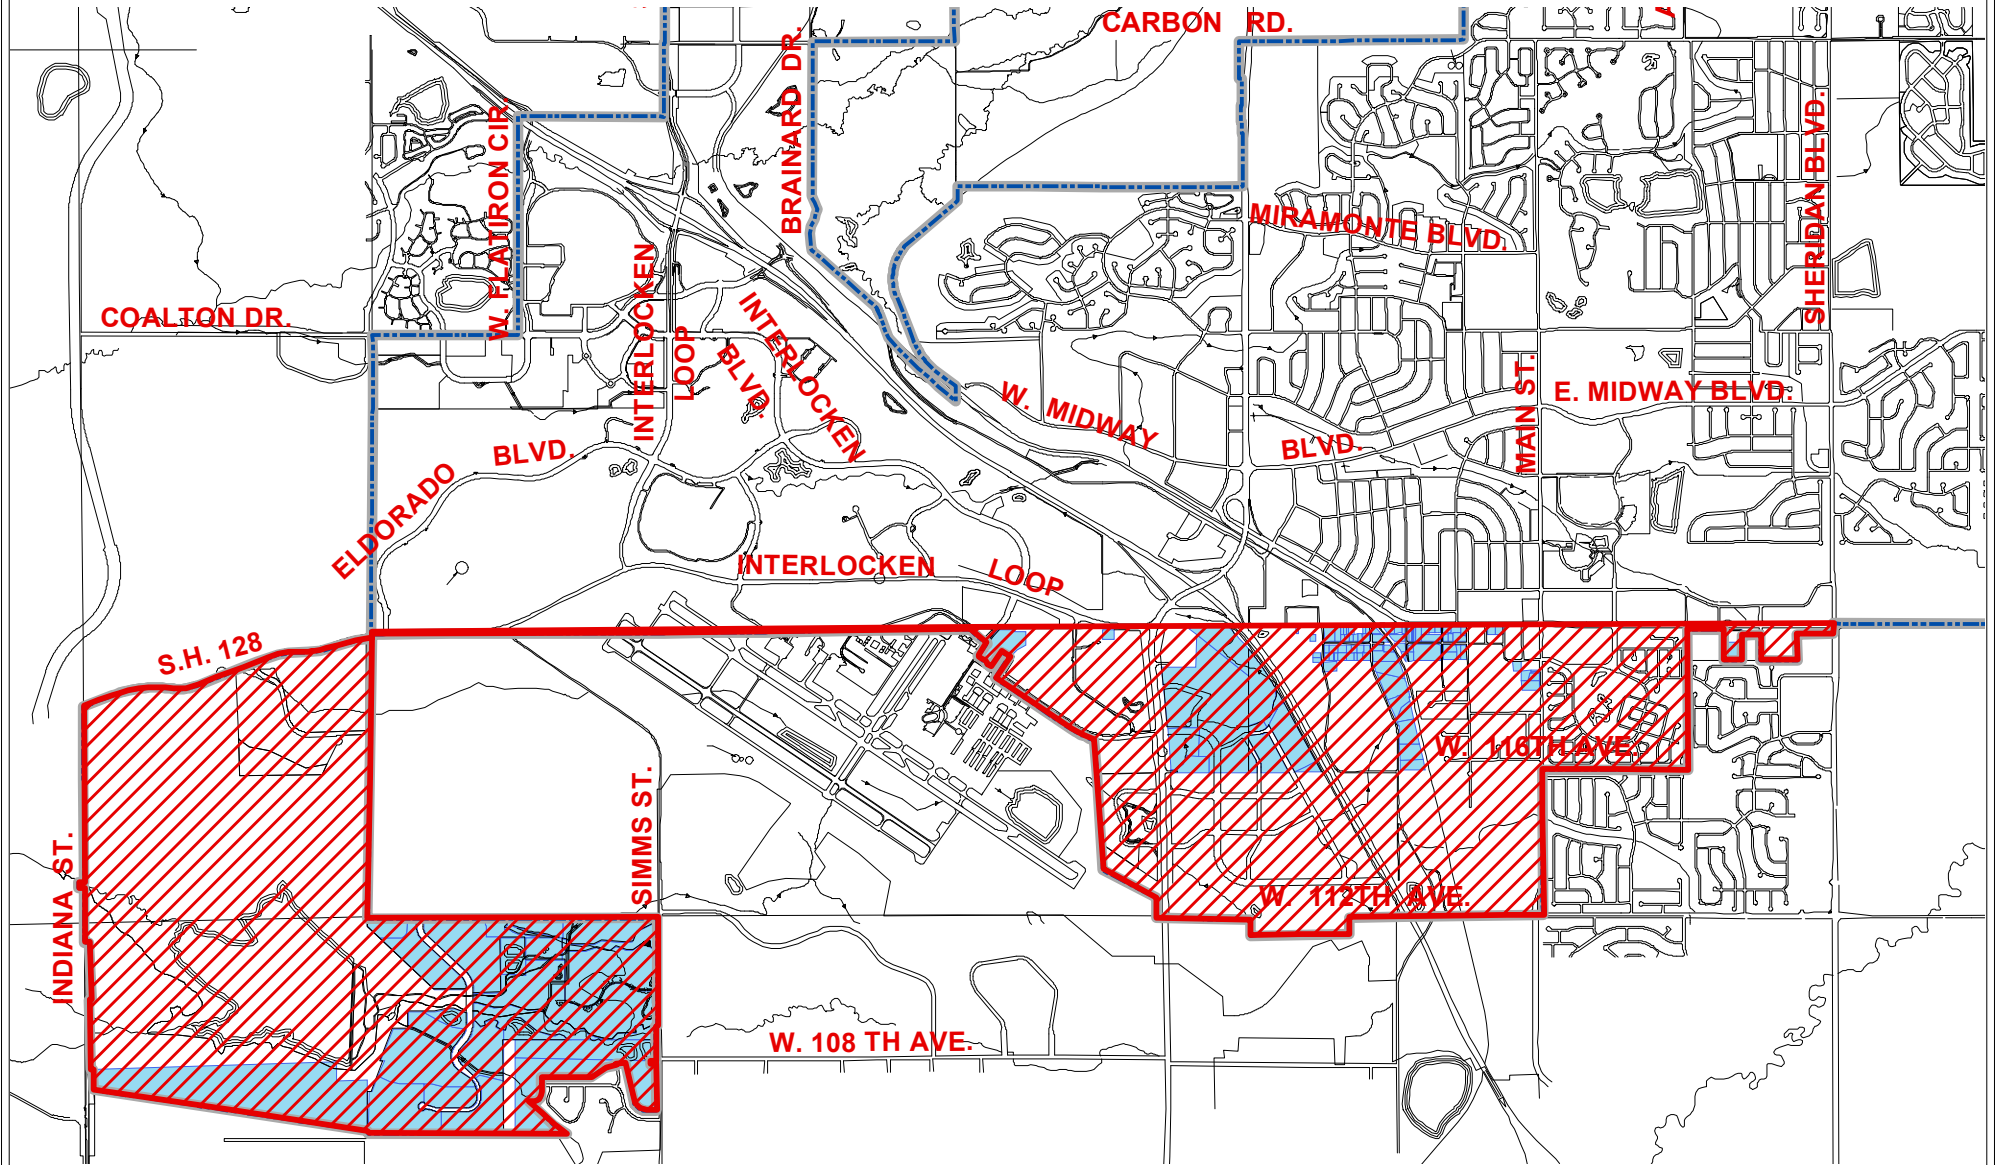 CARBON RD.
BRAINARD DR.
W. FLATIRON CIR.
SHERIDAN BLVD.
MIRAMONTE BLVD.
COALTON DR.
INTERLOCKEN
LOOP
INTERLOCKEN
BLVD.
W. MIDWAY
BLVD.
MAIN ST.
E. MIDWAY BLVD.
ELDORADO
BLVD.
INTERLOCKEN
LOOP
S.H. 128
W. 116TH AVE.
SIMMS ST.
INDIANA ST.
W. 112TH AVE.
W. 108 TH AVE.